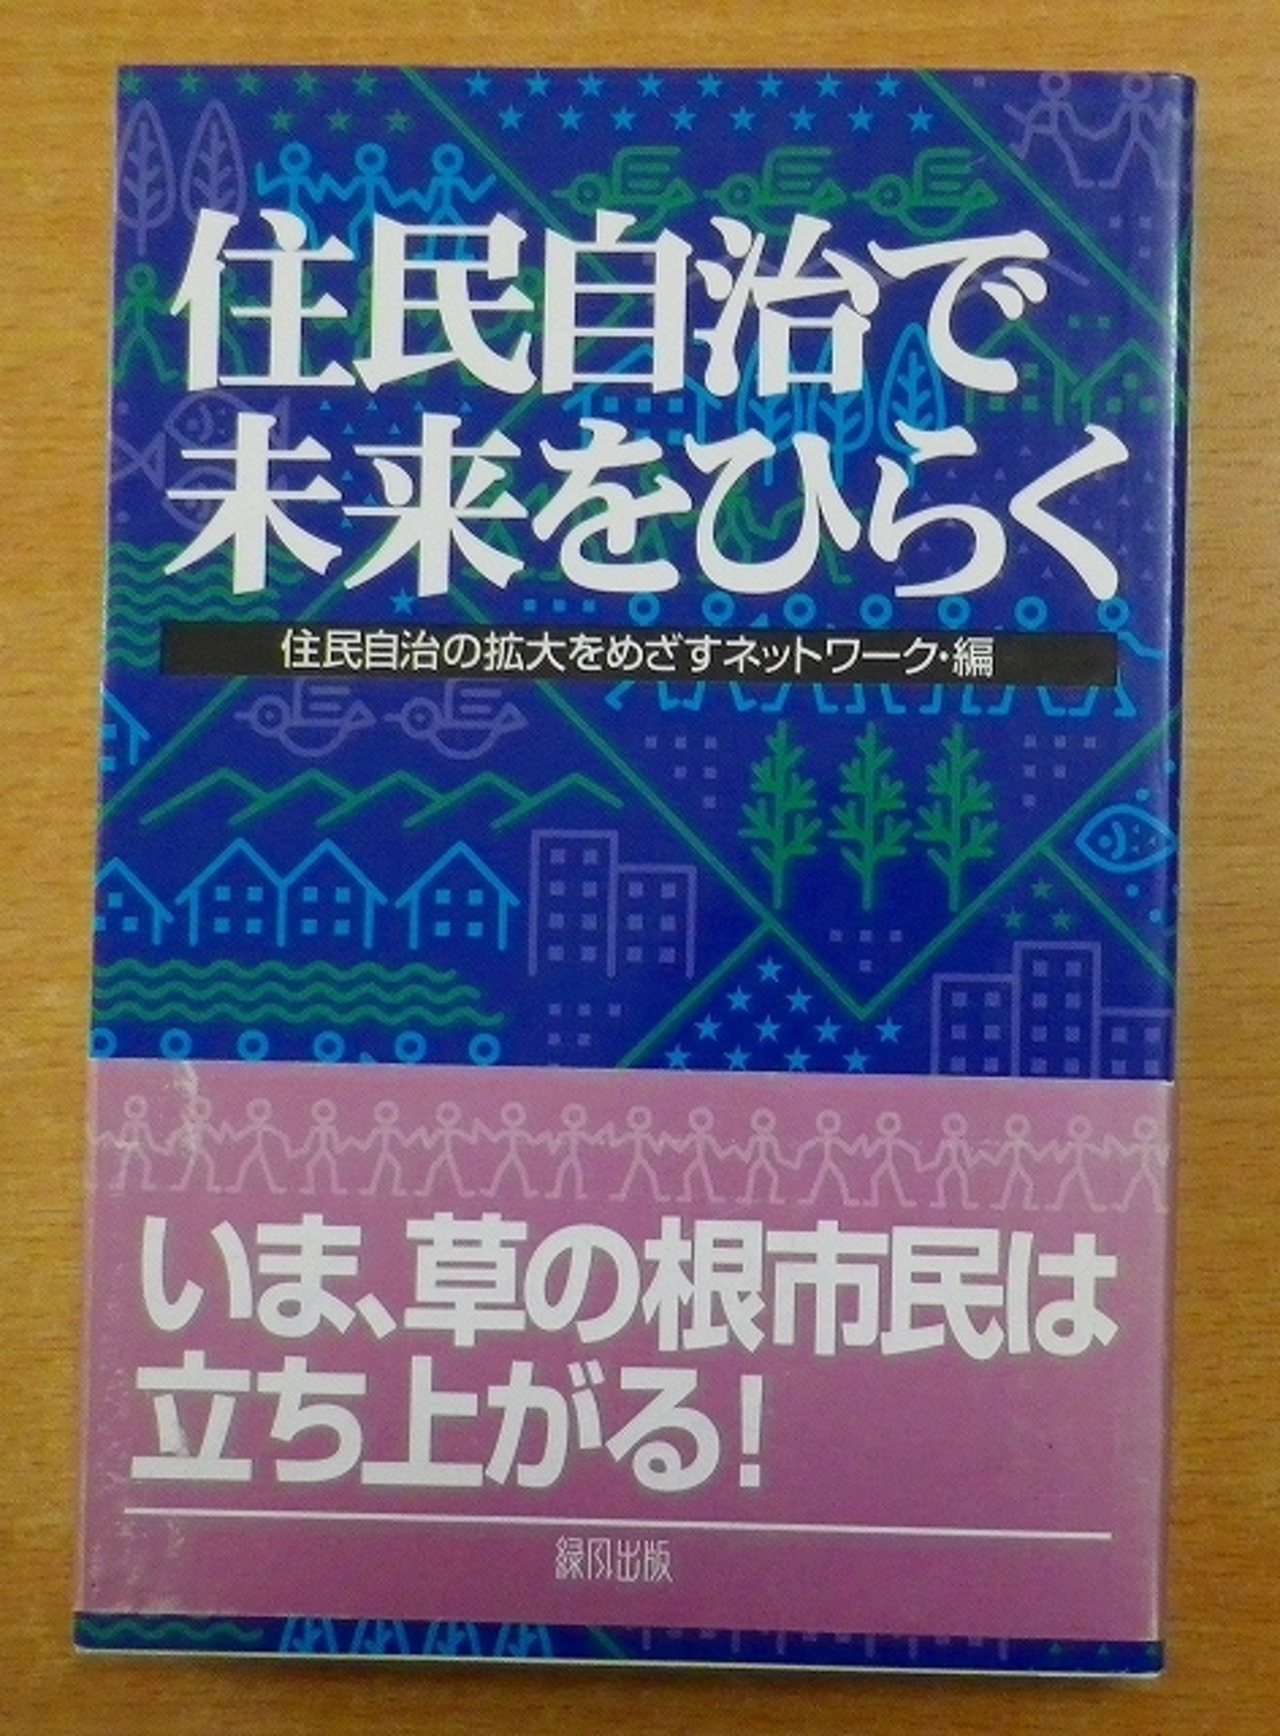 住民自治で
未来をひらく
住民自治の拡大をめざすネットワーク・編
いま、草の根市民は
立ち上がる!
緑風出版